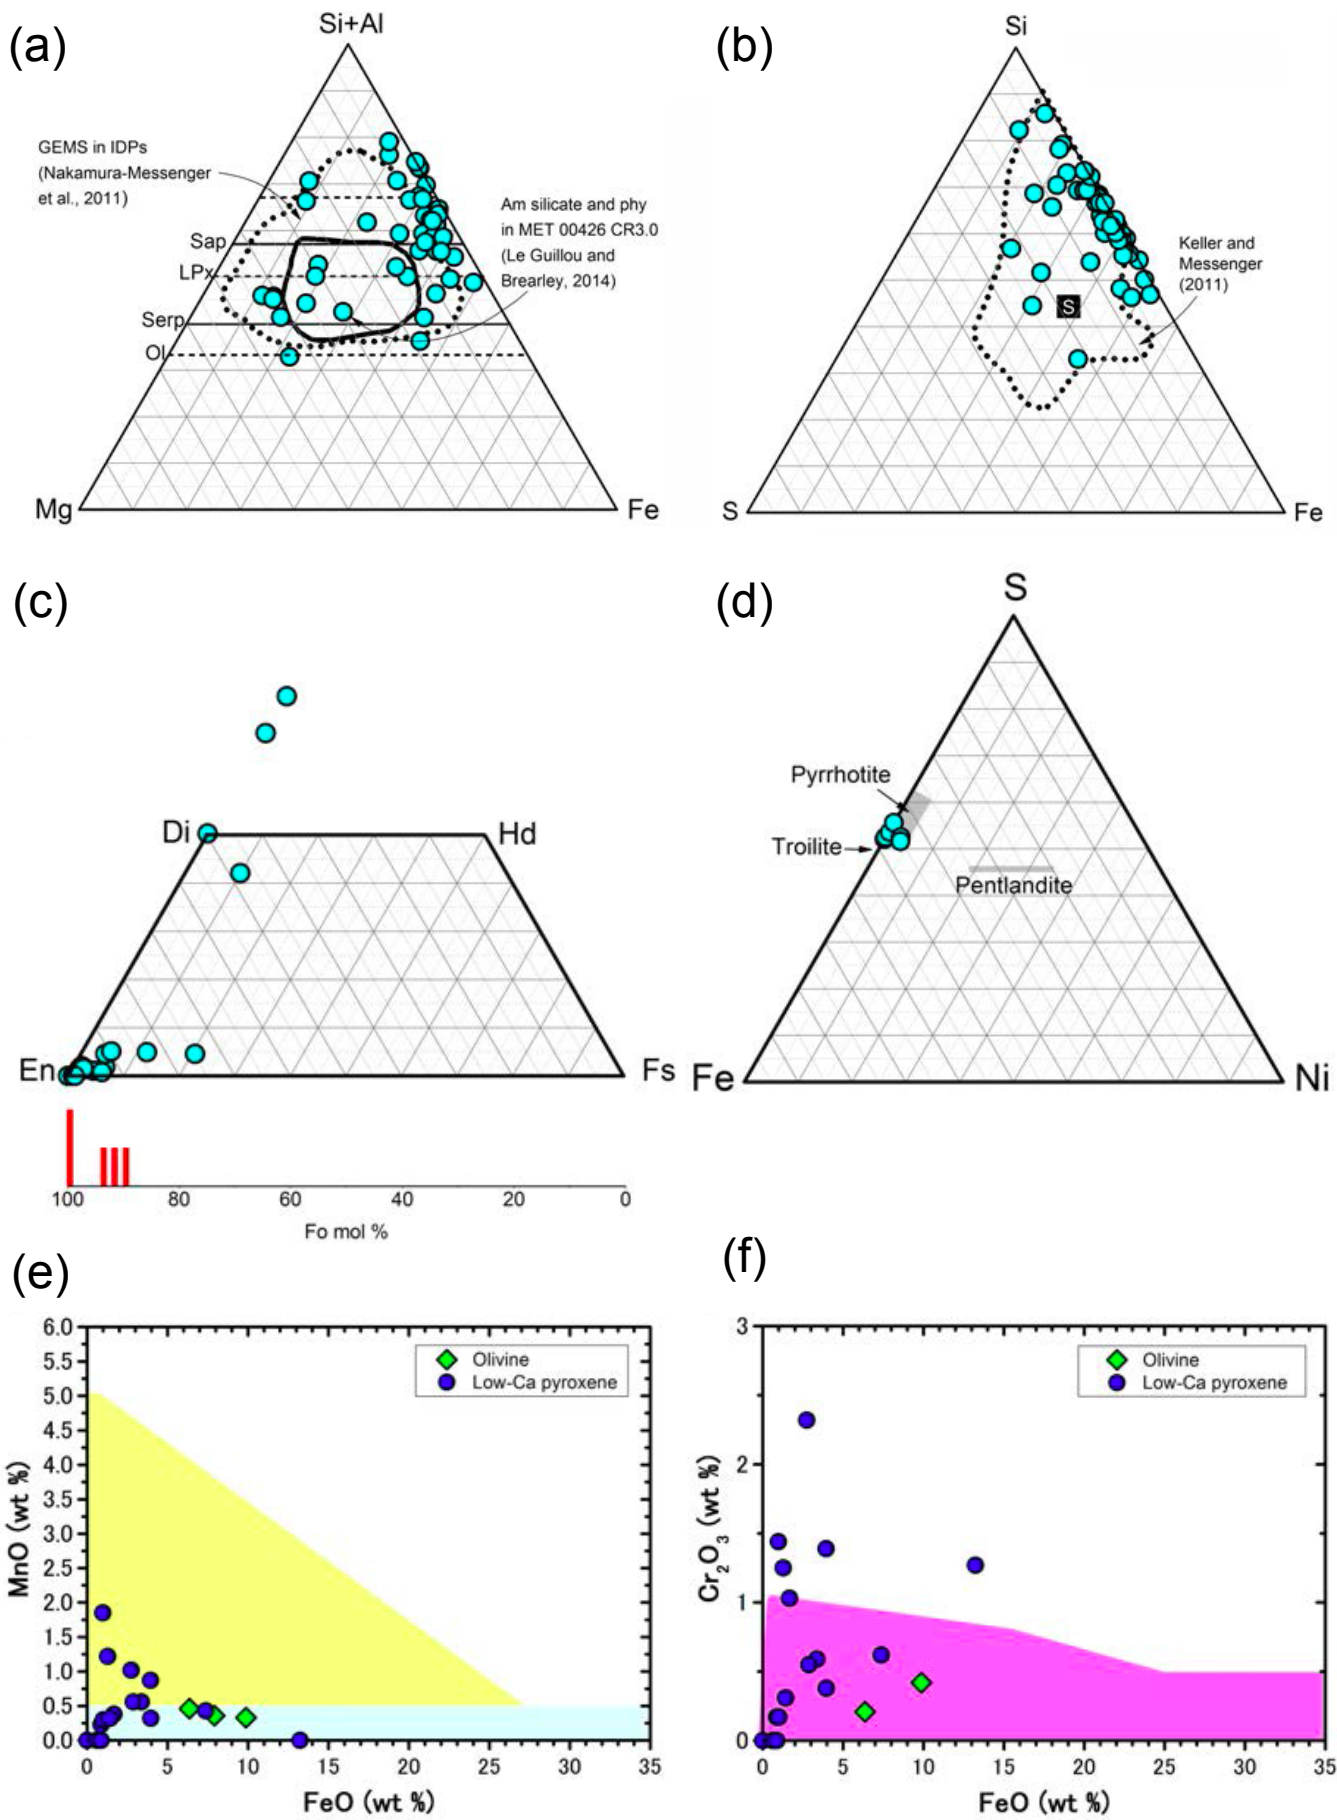 (a)
Si+Al
GEMS in IDPs
(Nakamura-Messenger
et al., 2011)
Am silicate and phy
in MET 00426 CR3.0
(Le Guillou and
Brearley, 2014)
Sap
LPx
Serp
Ol
Mg
Fe
(b)
Si
Keller and
Messenger
(2011)
S
S
Fe
(c)
Di
Hd
En
Fs
100
80
60
40
20
0
Fo mol %
(d)
S
Pyrrhotite
Troilite
Pentlandite
Fe
Ni
(e)
6.0
5.5
5.0
4.5
4.0
3.5
3.0
2.5
2.0
1.5
1.0
0.5
0.0
MnO (wt %)
Olivine
Low-Ca pyroxene
0
5
10
15
20
25
30
35
FeO (wt %)
(f)
3
2
1
0
Cr₂O₃ (wt %)
Olivine
Low-Ca pyroxene
0
5
10
15
20
25
30
35
FeO (wt %)